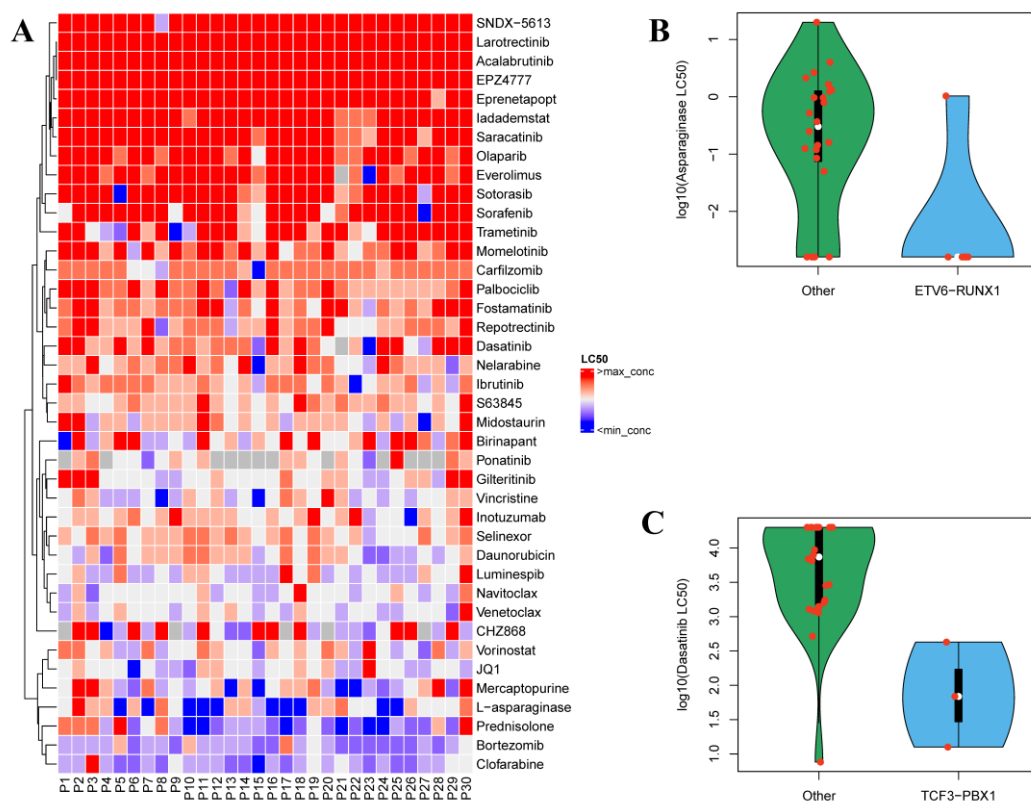 A
SNDX-5613
Larotrectinib
Acalabrutinib
EPZ4777
Eprenetapopt
Iadademstat
Saracatinib
Olaparib
Everolimus
Sotorasib
Sorafenib
Trametinib
Momelotinib
Carfilzomib
Palbociclib
Fostamatinib
Repotrectinib
Dasatinib
Nelarabine
Ibrutinib
S63845
Midostaurin
Birinapant
Ponatinib
Gilteritinib
Vincristine
Inotuzumab
Selinexor
Daunorubicin
Luminespib
Navitoclax
Venetoclax
CHZ868
Vorinostat
JQ1
Mercaptopurine
L-asparaginase
Prednisolone
Bortezomib
Clofarabine
P1 P2 P3 P4 P5 P6 P7 P8 P9 P10 P11 P12 P13 P14 P15 P16 P17 P18 P19 P20 P21 P22 P23 P24 P25 P26 P27 P28 P29 P30
LC50
>max_conc
<min_conc
B
log10(Asparaginase LC50)
1
0
-1
-2
Other ETV6-RUNX1
C
log10(Dasatinib LC50)
4.0
3.5
3.0
2.5
2.0
1.5
1.0
Other TCF3-PBX1